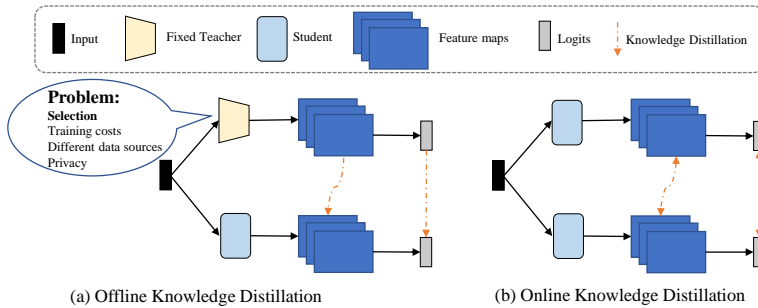 Input
Fixed Teacher
Student
Feature maps
Logits
Knowledge Distillation
Problem:
Selection
Training costs
Different data sources
Privacy
(a) Offline Knowledge Distillation
(b) Online Knowledge Distillation